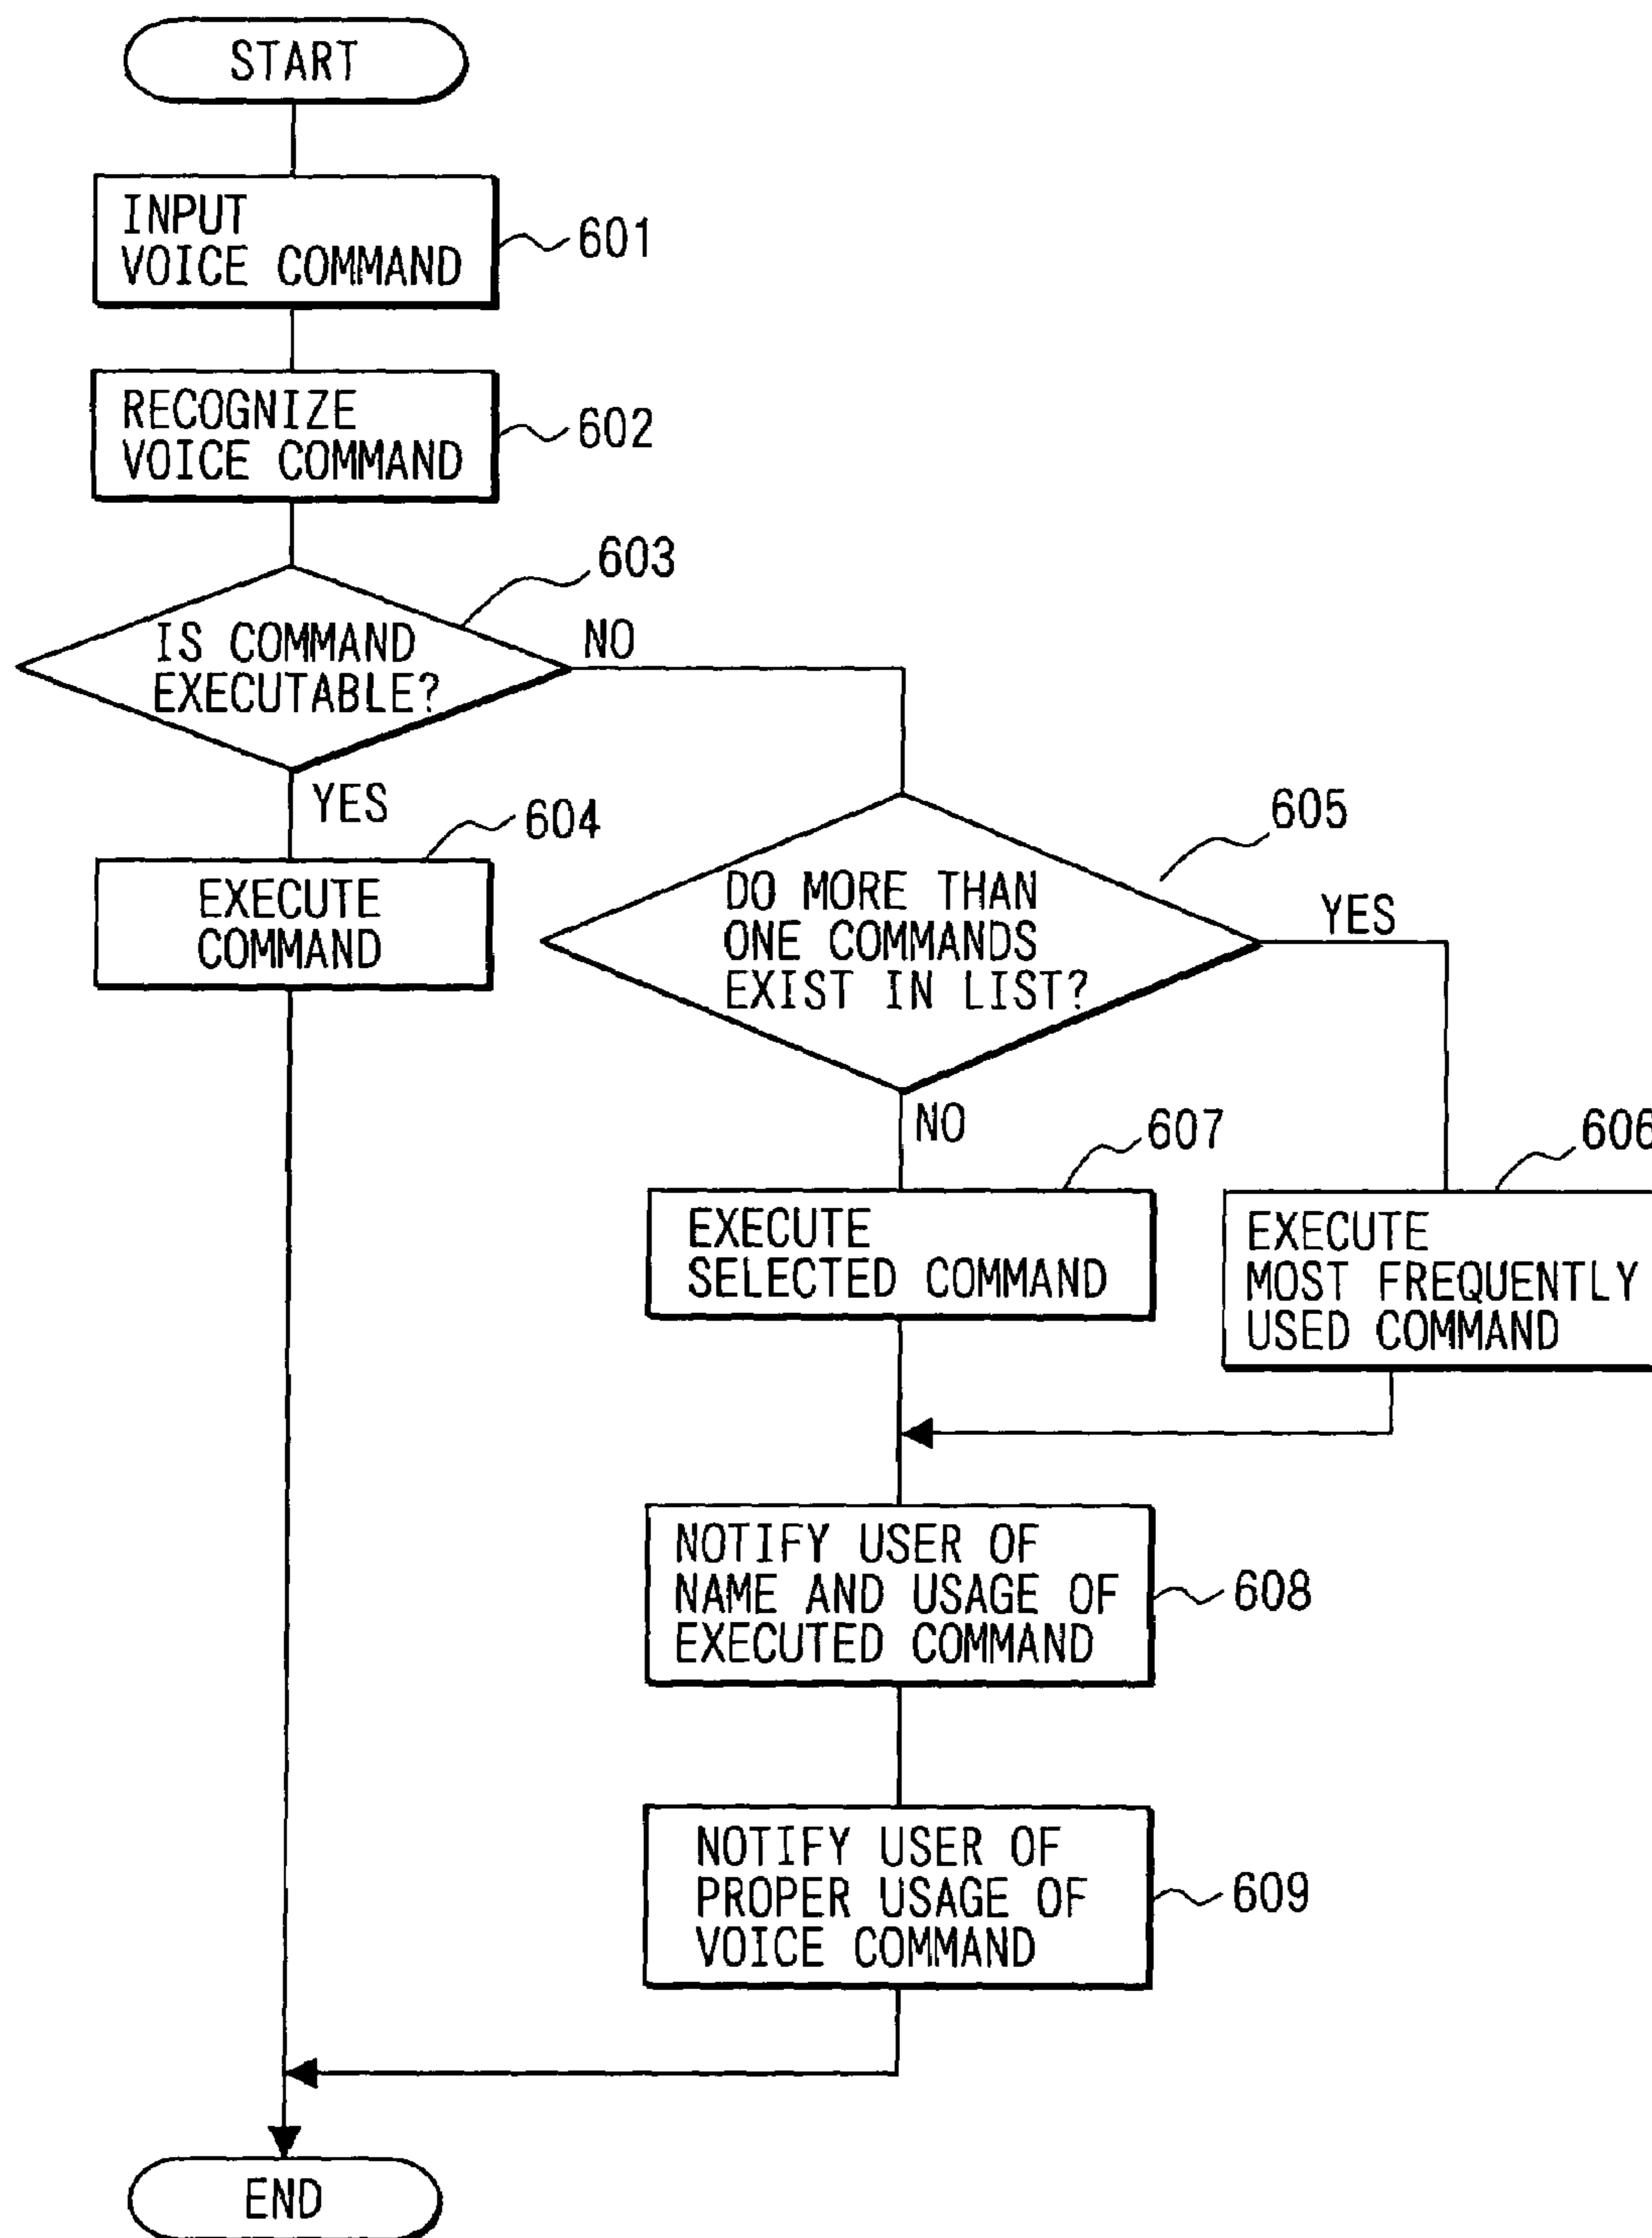 START
INPUT
VOICE COMMAND
601
RECOGNIZE
VOICE COMMAND
602
603
IS COMMAND
EXECUTABLE?
NO
YES
604
EXECUTE
COMMAND
605
DO MORE THAN
ONE COMMANDS
EXIST IN LIST?
YES
NO
607
606
EXECUTE
SELECTED COMMAND
EXECUTE
MOST FREQUENTLY
USED COMMAND
NOTIFY USER OF
NAME AND USAGE OF
EXECUTED COMMAND
608
NOTIFY USER OF
PROPER USAGE OF
VOICE COMMAND
609
END